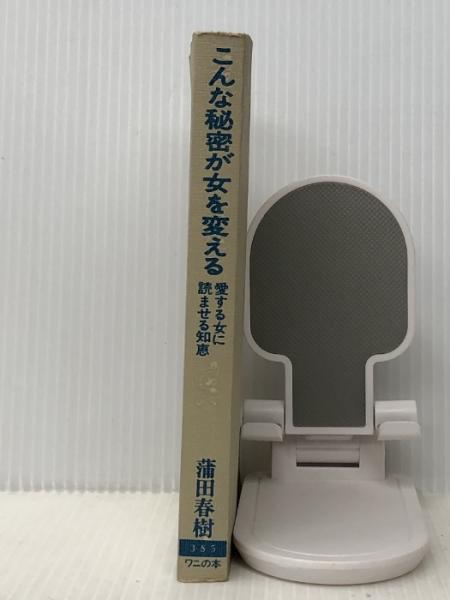 こんな秘密が女を変える
愛する女に
読ませる知恵
蒲田春樹
385
ワニの本